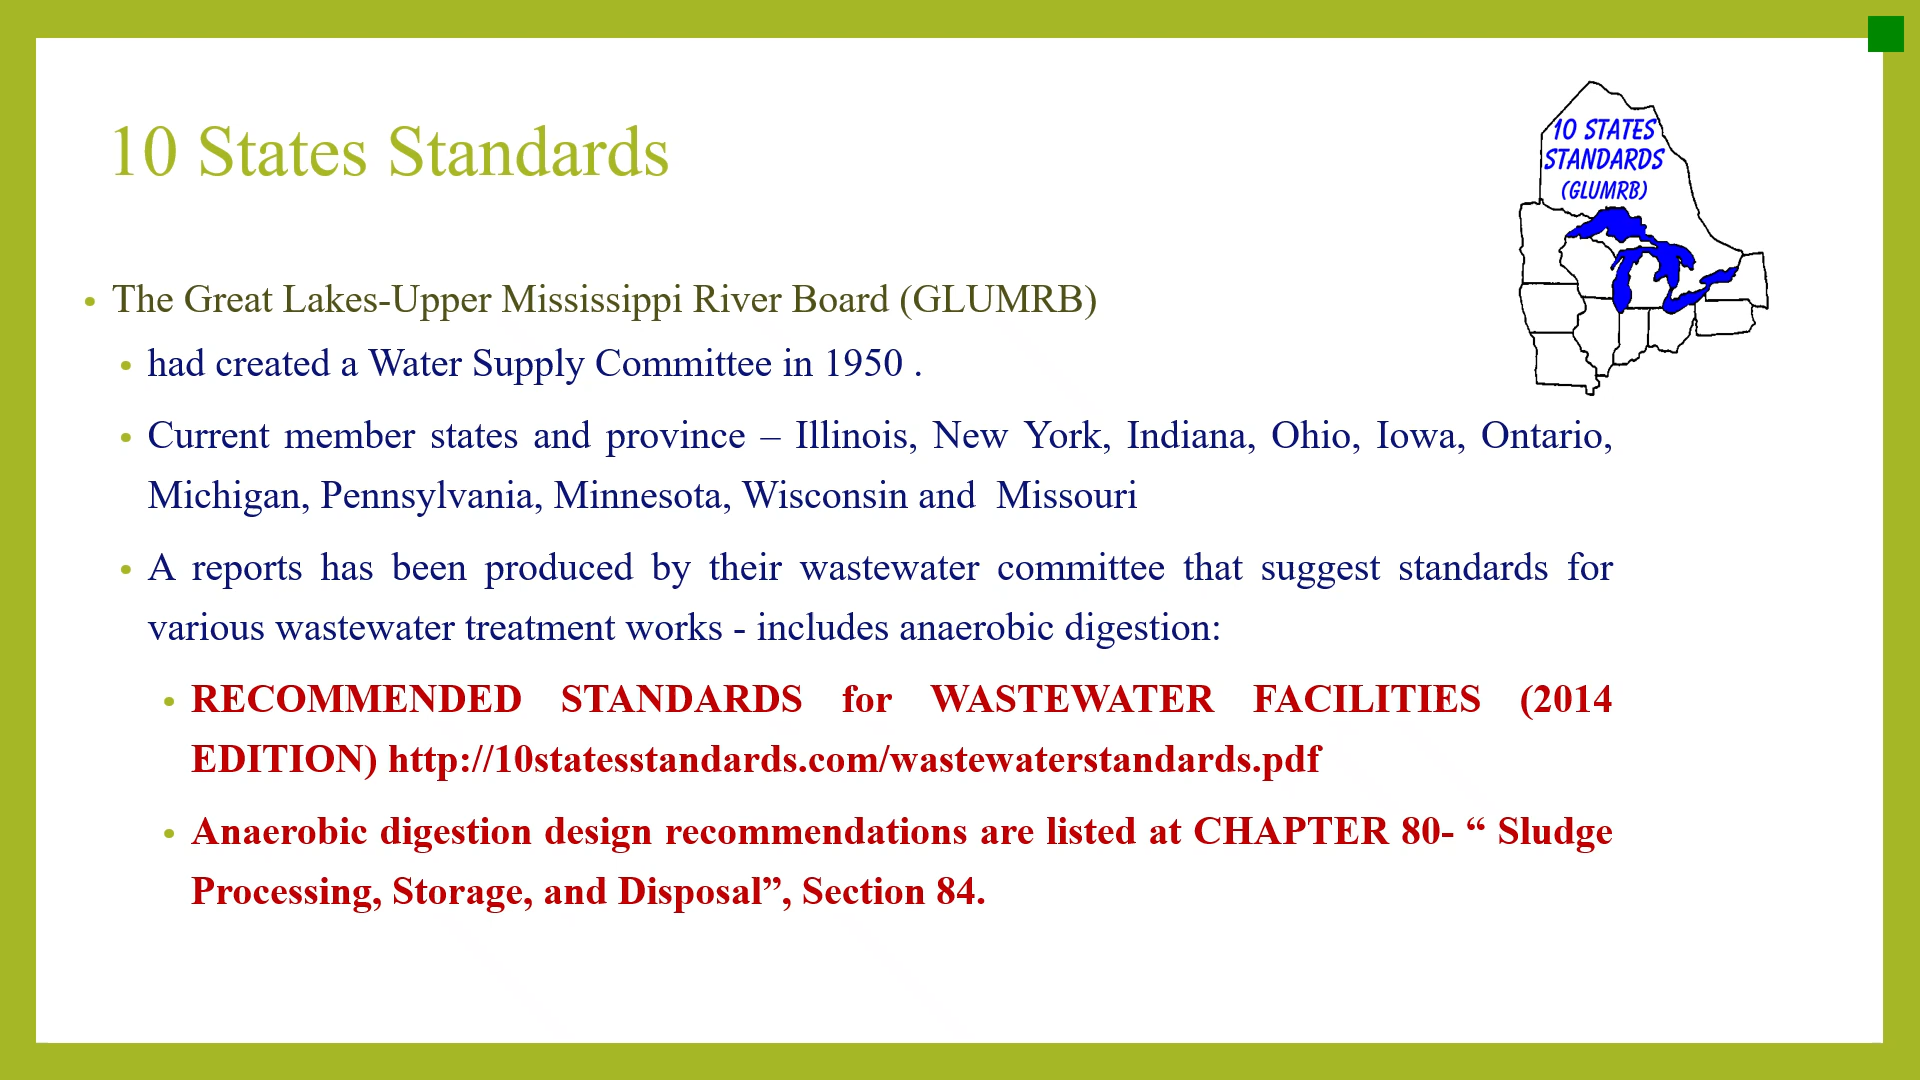 10 States Standards
10 STATES
STANDARDS
(GLUMRB)
• The Great Lakes-Upper Mississippi River Board (GLUMRB)
• had created a Water Supply Committee in 1950 .
• Current member states and province – Illinois, New York, Indiana, Ohio, Iowa, Ontario,
Michigan, Pennsylvania, Minnesota, Wisconsin and  Missouri
• A reports has been produced by their wastewater committee that suggest standards for
various wastewater treatment works - includes anaerobic digestion:
• RECOMMENDED STANDARDS for WASTEWATER FACILITIES (2014
EDITION) http://10statesstandards.com/wastewaterstandards.pdf
• Anaerobic digestion design recommendations are listed at CHAPTER 80- “ Sludge
Processing, Storage, and Disposal”, Section 84.